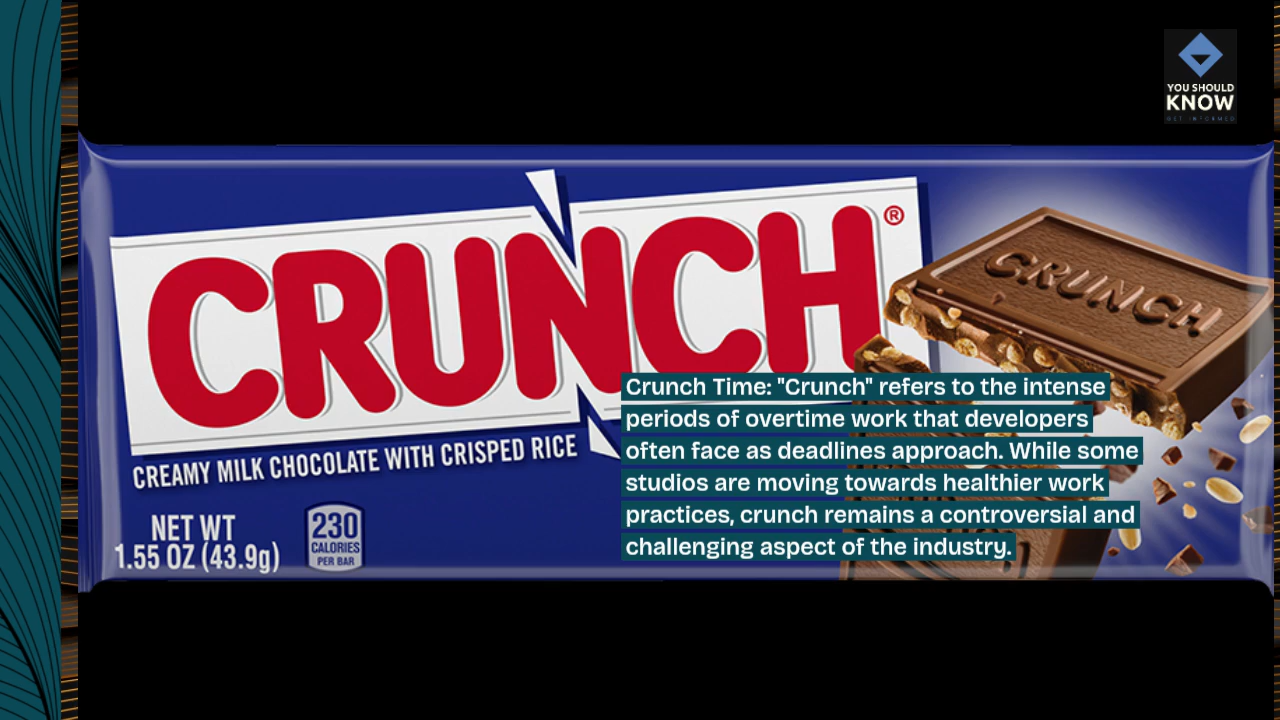 YOU SHOULD
KNOW
GET INFORMED
CRUNCH®
CRUNCH
CREAMY MILK CHOCOLATE WITH CRISPED RICE
NET WT
1.55 OZ (43.9g)
230
CALORIES
PER BAR
Crunch Time: "Crunch" refers to the intense
periods of overtime work that developers
often face as deadlines approach. While some
studios are moving towards healthier work
practices, crunch remains a controversial and
challenging aspect of the industry.